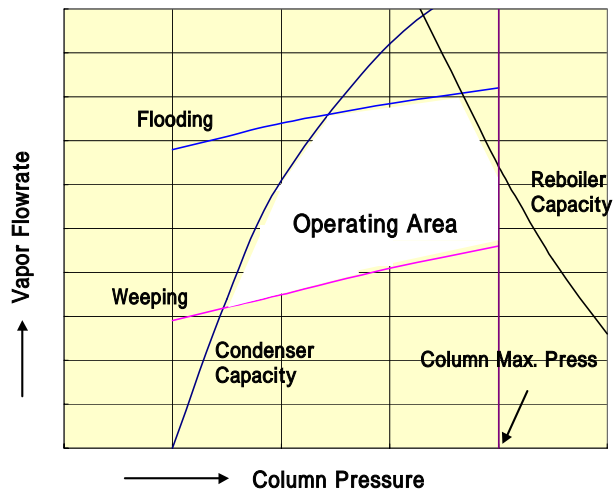 Flooding
Reboiler
Capacity
Operating Area
Vapor Flowrate
Weeping
Condenser
Capacity
Column Max. Press
Column Pressure